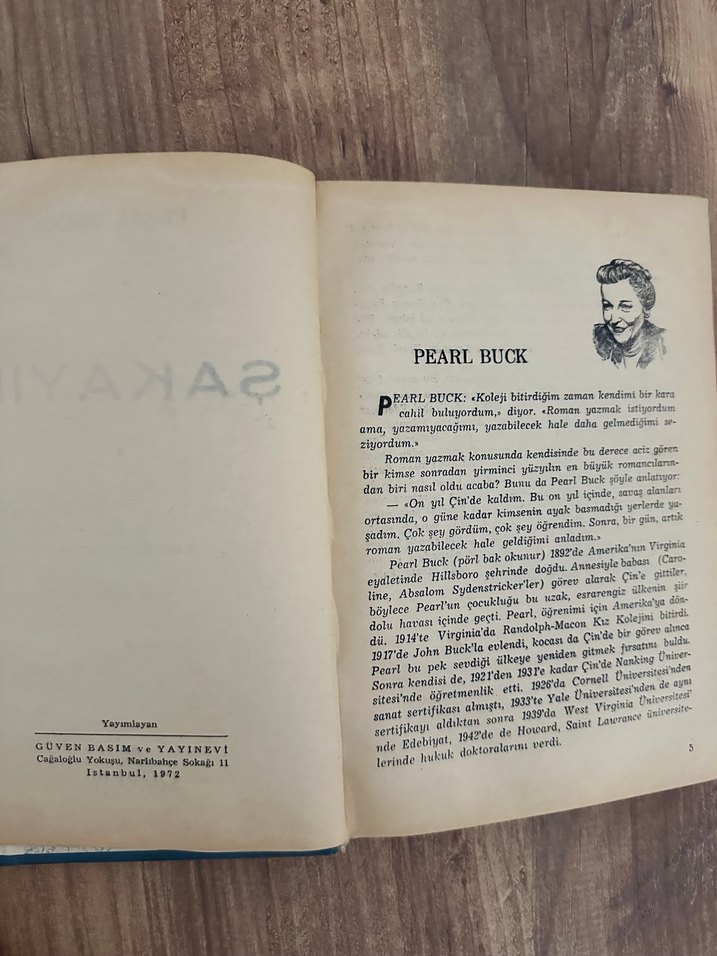 Yayımlayan
GÜVEN BASIM ve YAYINEVİ
Cağaloğlu Yokuşu, Narlıbahçe Sokağı 11
Istanbul, 1972
PEARL BUCK
PEARL BUCK: «Koleji bitirdiğim zaman kendimi bir kara
cahil buluyordum,» diyor. «Roman yazmak istiyordum
ama, yazamıyacağımı, yazabilecek hale daha gelmediğimi se-
ziyordum.»
Roman yazmak konusunda kendisinde bu derece aciz gören
bir kimse sonradan yirminci yüzyılın en büyük romancıların-
dan biri nasıl oldu acaba? Bunu da Pearl Buck şöyle anlatıyor:
— «On yıl Çin'de kaldım. Bu on yıl içinde, savaş alanları
ortasında, o güne kadar kimsenin ayak basmadığı yerlerde ya-
şadım. Çok şey gördüm, çok şey öğrendim. Sonra, bir gün, artık
roman yazabilecek hale geldiğimi anladım.»
Pearl Buck (pörl bak okunur) 1892'de Amerika'nın Virginia
eyaletinde Hillsboro şehrinde doğdu. Annesiyle babası (Caro-
line, Absalom Sydenstricker'ler) görev alarak Çin'e gittiler,
böylece Pearl'un çocukluğu bu uzak, esrarengiz ülkenin şiir
dolu havası içinde geçti. Pearl, öğrenimi için Amerika'ya dön-
dü. 1914'te Virginia'da Randolph-Macon Kız Kolejini bitirdi.
1917'de John Buck'la evlendi, kocası da Çin'de bir görev alınca
Pearl bu pek sevdiği ülkeye yeniden gitmek fırsatını buldu.
Sonra kendisi de, 1921'den 1931'e kadar Çin'de Nanking Üniver-
sitesi'nde öğretmenlik etti. 1926'da Cornell Üniversitesi'nden
sanat sertifikası almıştı, 1933'te Yale Üniversitesi'nden de aynı
sertifikayı aldıktan sonra 1939'da West Virginia Üniversitesi'
nde Edebiyat, 1942'de de Howard, Saint Lawrance üniversite-
lerinde hukuk doktoralarını verdi.
5